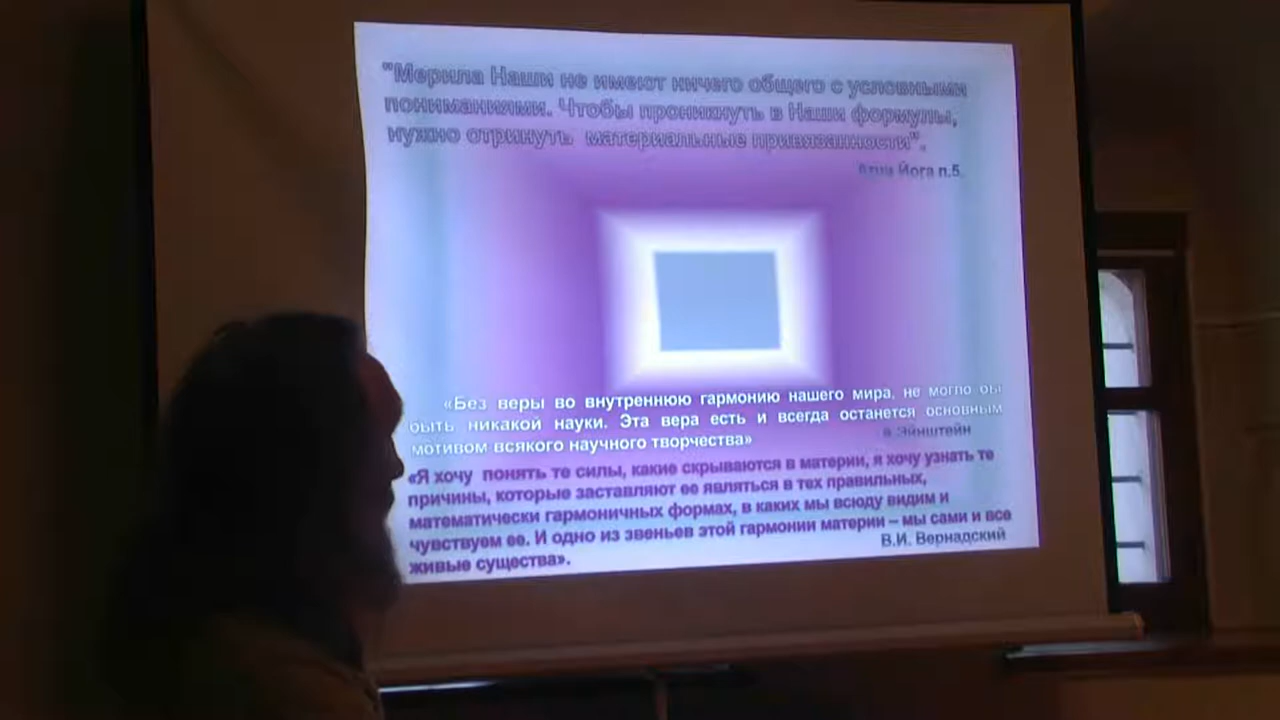 "Мерила Наши не имеют ничего общего с условными
пониманиями. Чтобы проникнуть в Наши формулы,
нужно отринуть материальные привязанности".
Агни Йога п.5.
«Без веры во внутреннюю гармонию нашего мира, не могло бы
быть никакой науки. Эта вера есть и всегда останется основным
мотивом всякого научного творчества»
Эйнштейн
«Я хочу понять те силы, какие скрываются в материи, я хочу узнать те
причины, которые заставляют ее являться в тех правильных,
математически гармоничных формах, в каких мы всюду видим и
чувствуем ее. И одно из звеньев этой гармонии материи – мы сами и все
живые существа».
В.И. Вернадский